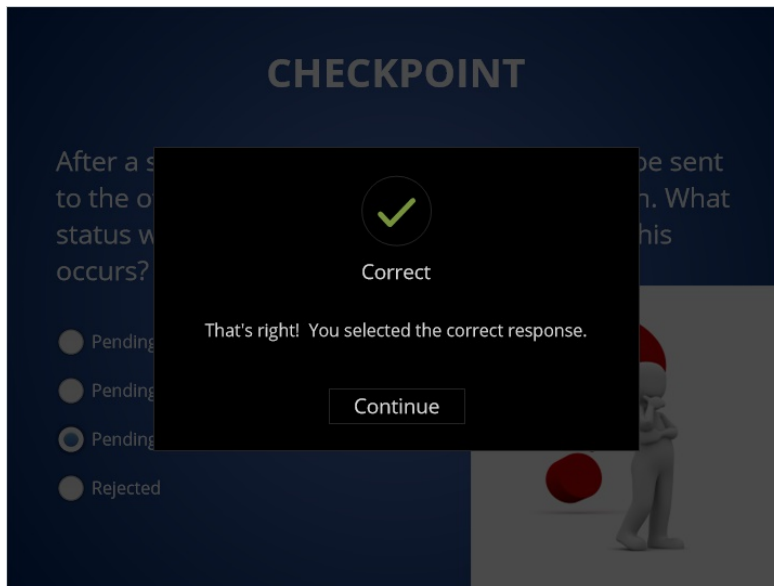 CHECKPOINT
After a s be sent
to the o n. What
status w his
occurs?
Correct
That's right! You selected the correct response.
Continue
Pending
Pending
Pending
Rejected